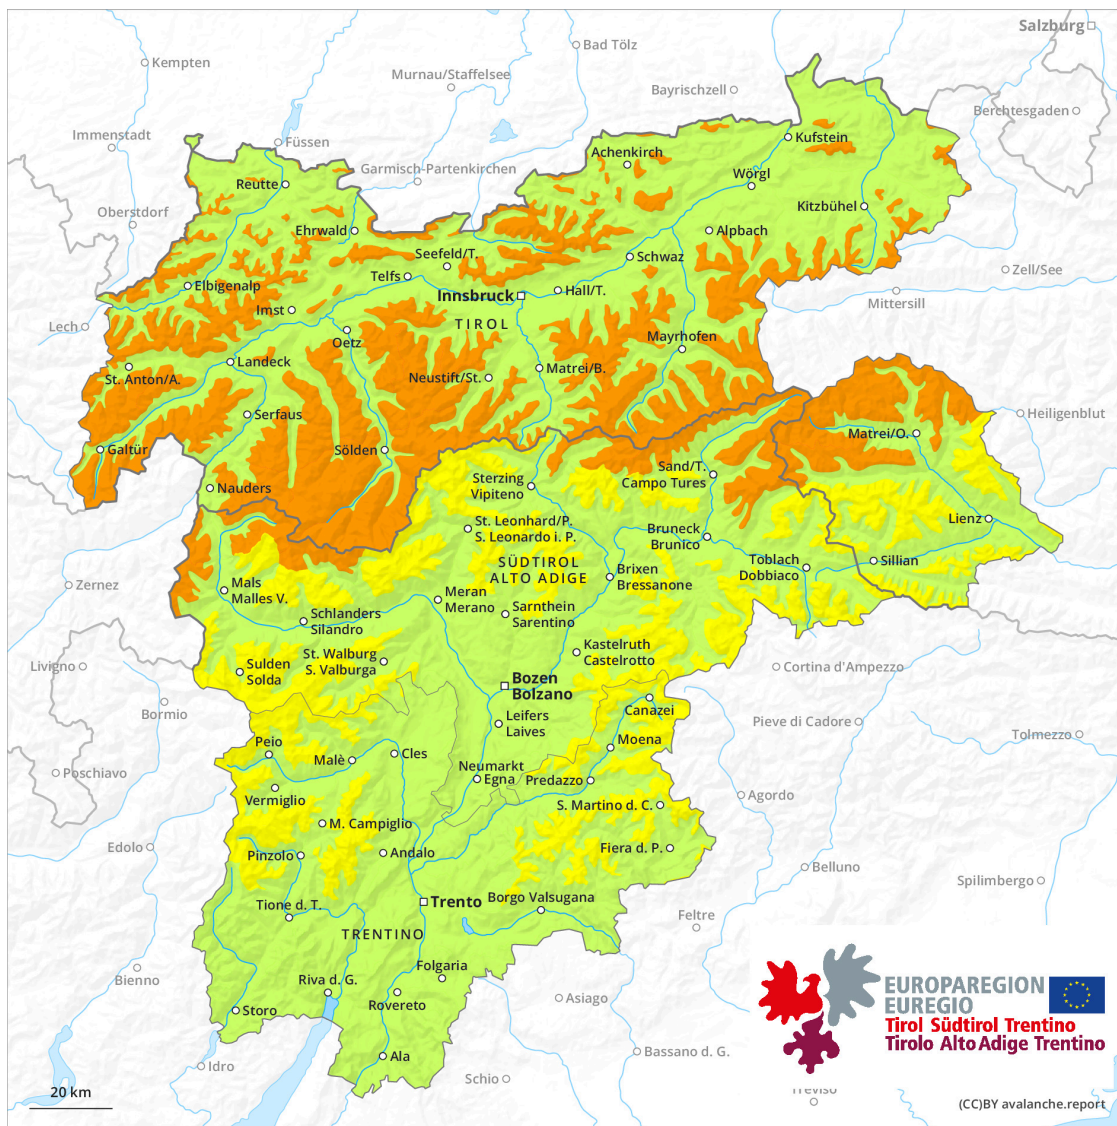 Salzburg
Bad Tölz
Kempten
Murnau/Staffelsee
Bayrischzell
Berchtesgaden
Immenstadt
Füssen
Kufstein
Achenkirch
Garmisch-Partenkirchen
Wörgl
Reutte
Kitzbühel
Oberstdorf
Ehrwald
Alpbach
Seefeld/T.
Schwaz
Zell/See
Telfs
Elbigenalp
Hall/T.
Innsbruck
Mittersill
Imst
TIROL
Lech
Oetz
Mayrhofen
Landeck
Matrei/B.
St. Anton/A.
Neustift/St.
Serfaus
Heiligenblut
Matrei/O.
Galtür
Sölden
Sand/T.
Campo Tures
Sterzing
Vipiteno
Nauders
Lienz
St. Leonhard/P.
S. Leonardo i. P.
Bruneck
Brunico
SÜDTIROL
ALTO ADIGE
Toblach
Dobbiaco
Sillian
Brixen
Bressanone
Zernez
Mals
Malles V.
Meran
Merano
Sarnthein
Sarentino
Schlanders
Silandro
Kastelruth
Castelrotto
St. Walburg
S. Valburga
Livigno
Sulden
Solda
Cortina d'Ampezzo
Bozen
Bolzano
Canazei
Bormio
Leifers
Laives
Pieve di Cadore
Tolmezzo
Moena
Peio
Cles
Malè
Neumarkt
Egna
Predazzo
Poschiavo
Vermiglio
Agordo
S. Martino d. C.
M. Campiglio
Edolo
Fiera d. P.
Andalo
Pinzolo
Belluno
Spilimbergo
Borgo Valsugana
Trento
Tione d. T.
Feltre
TRENTINO
Folgaria
Bienno
Riva d. G.
EUROPAREGION
EUREGIO
Tirol Südtirol Trentino
Tirolo Alto Adige Trentino
Asiago
Rovereto
Storo
Bassano d. G.
Ala
Idro
Schio
Treviso
20 km
(CC)BY avalanche.report